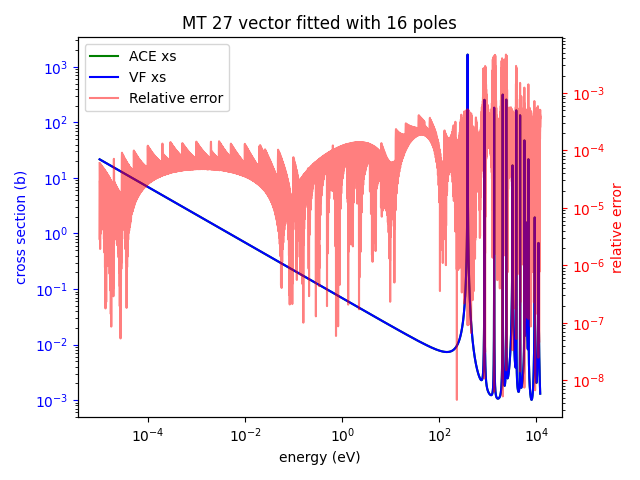 MT 27 vector fitted with 16 poles
ACE xs
VF xs
Relative error
cross section (b)
10^3
10^2
10^1
10^0
10^-1
10^-2
10^-3
relative error
10^-3
10^-4
10^-5
10^-6
10^-7
10^-8
10^-4 10^-2 10^0 10^2 10^4
energy (eV)